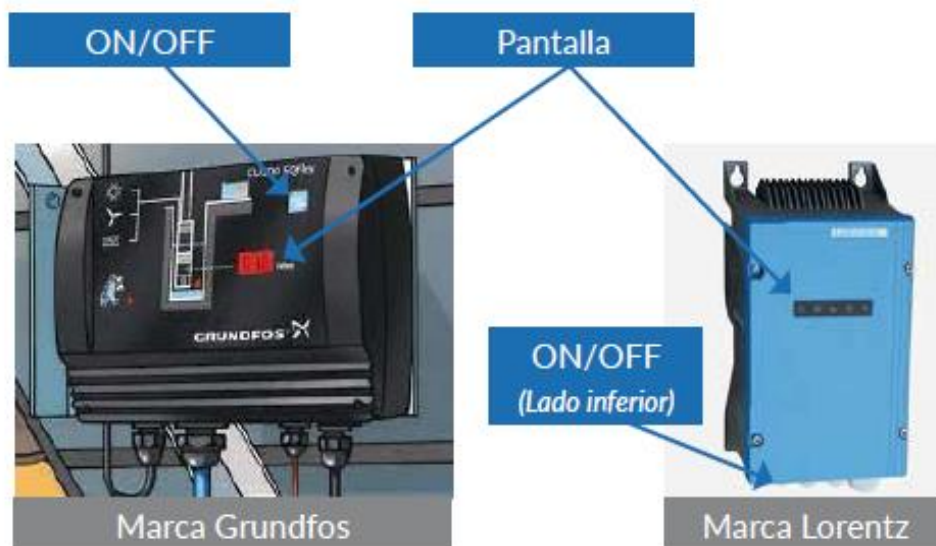 ON/OFF
Pantalla
GRUNDFOS
ON/OFF
(Lado inferior)
Marca Grundfos
Marca Lorentz